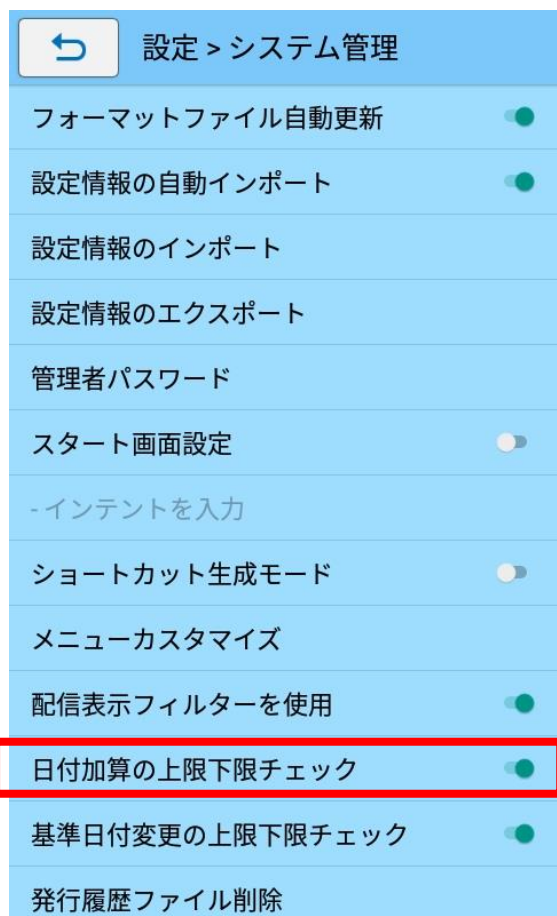 設定 > システム管理
フォーマットファイル自動更新
設定情報の自動インポート
設定情報のインポート
設定情報のエクスポート
管理者パスワード
スタート画面設定
- インテントを入力
ショートカット生成モード
メニューカスタマイズ
配信表示フィルターを使用
日付加算の上限下限チェック
基準日付変更の上限下限チェック
発行履歴ファイル削除